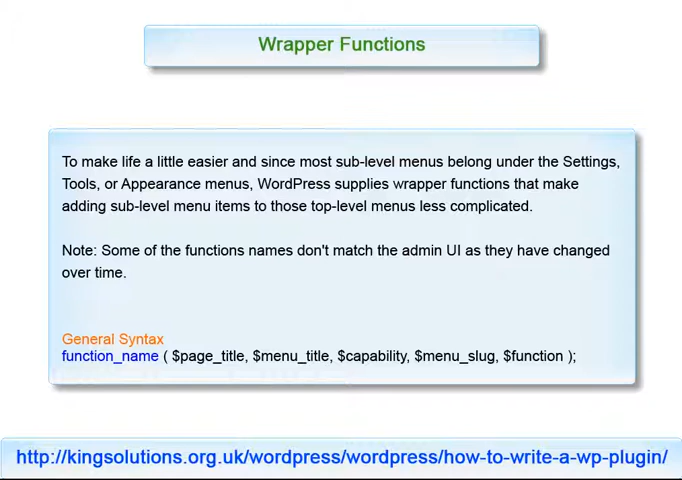 Wrapper Functions
To make life a little easier and since most sub-level menus belong under the Settings,
Tools, or Appearance menus, WordPress supplies wrapper functions that make
adding sub-level menu items to those top-level menus less complicated.
Note: Some of the functions names don't match the admin UI as they have changed
over time.
General Syntax
function_name ( $page_title, $menu_title, $capability, $menu_slug, $function );
http://kingsolutions.org.uk/wordpress/wordpress/how-to-write-a-wp-plugin/